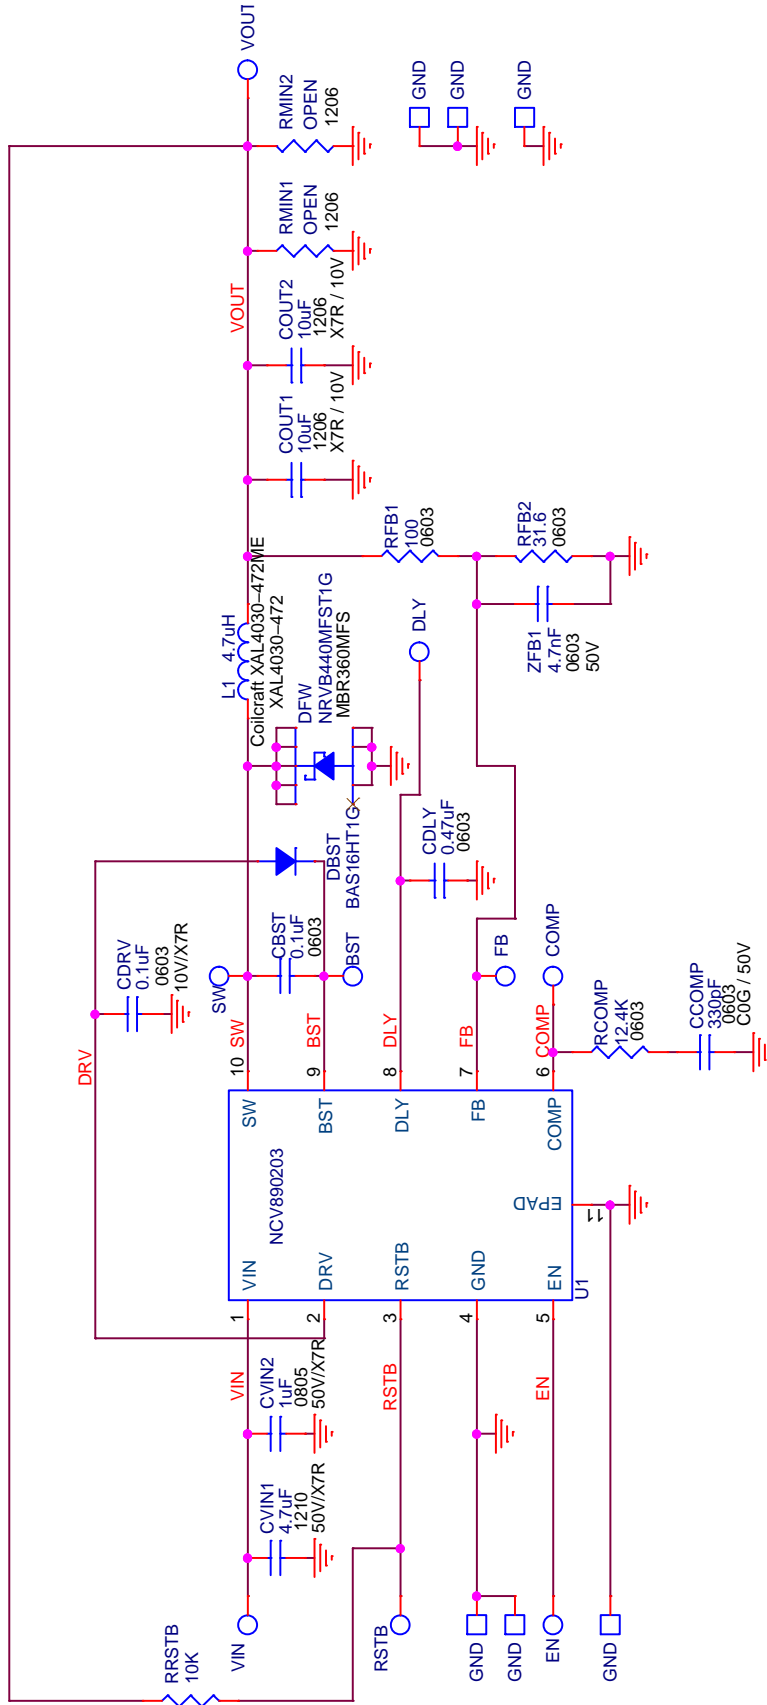 RRSTB
10K
VIN
CVIN1
4.7uF
1210
50V/X7R
CVIN2
1uF
0805
50V/X7R
VIN
RSTB
RSTB
GND
GND
EN
EN
GND
1
2
3
4
5
VIN
DRV
RSTB
GND
EN
U1
NCV890203
EPAD
11
SW
BST
DLY
FB
COMP
10
9
8
7
6
DRV
CDRV
0.1uF
0603
10V/X7R
SW
SW
BST
BST
CBST
0.1uF
0603
DLY
FB
FB
COMP
COMP
RCOMP
12.4K
0603
CCOMP
330pF
0603
C0G / 50V
DBST
BAS16HT1G
CDLY
0.47uF
0603
DLY
DFW
NRVB440MFST1G
MBR360MFS
L1
4.7uH
Coilcraft XAL4030-472ME
XAL4030-472
RFB1
100
0603
RFB2
31.6
0603
ZFB1
4.7nF
0603
50V
COUT1
10uF
1206
X7R / 10V
COUT2
10uF
1206
X7R / 10V
VOUT
RMIN1
OPEN
1206
RMIN2
OPEN
1206
VOUT
GND
GND
GND